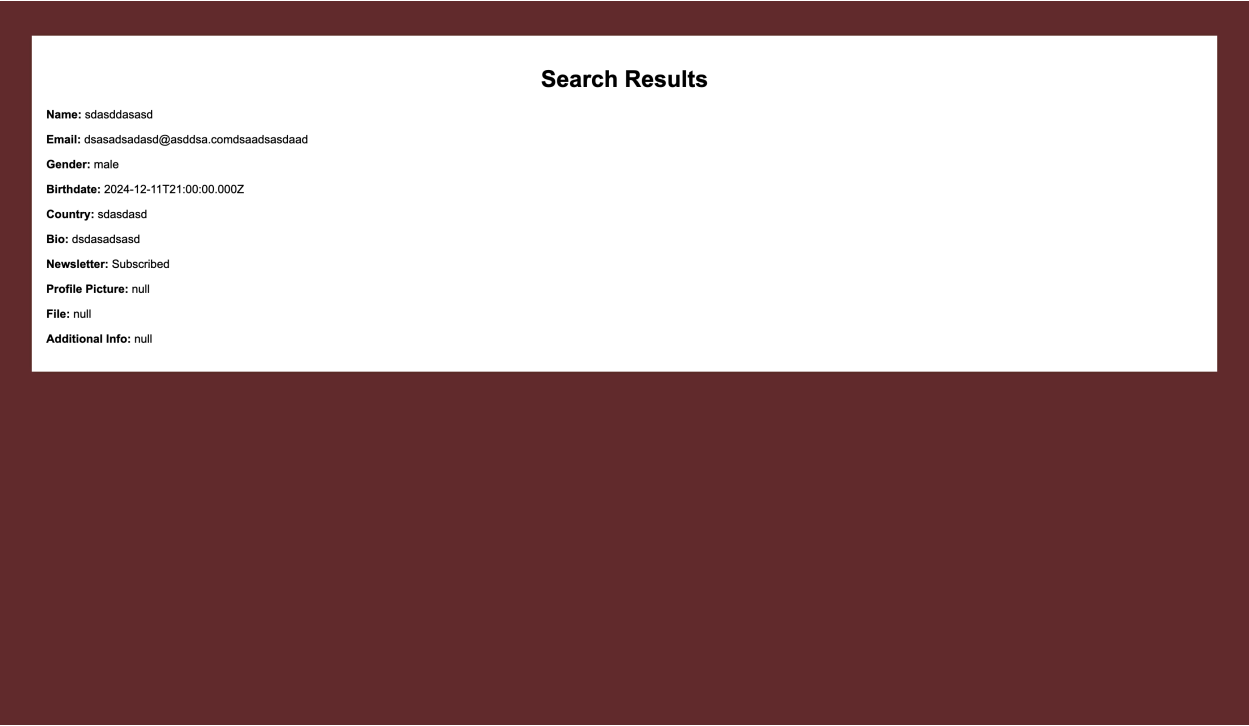 Search Results
Name: sdasddasasd
Email: dsasadsadasd@asddsa.comdsaadsasdaad
Gender: male
Birthdate: 2024-12-11T21:00:00.000Z
Country: sdasdasd
Bio: dsdasadsasd
Newsletter: Subscribed
Profile Picture: null
File: null
Additional Info: null